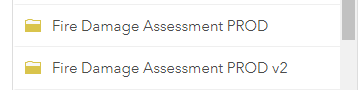 Fire Damage Assessment PROD
Fire Damage Assessment PROD v2